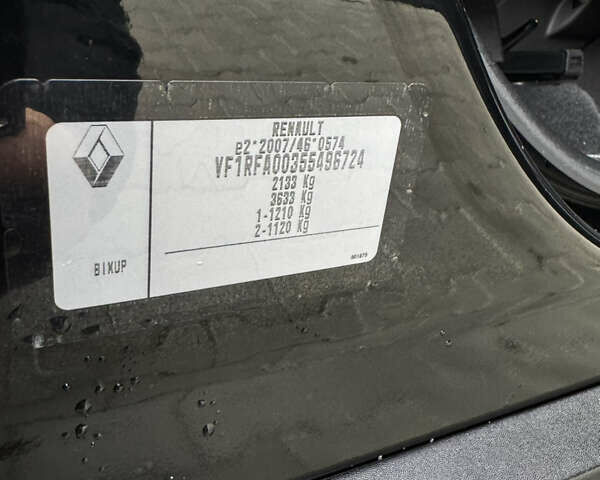 RENAULT
e2*2007/46*0574
VF1RFA00355496724
2133 Kg
3633 Kg
1-1210 Kg
2-1120 Kg
BIXUP